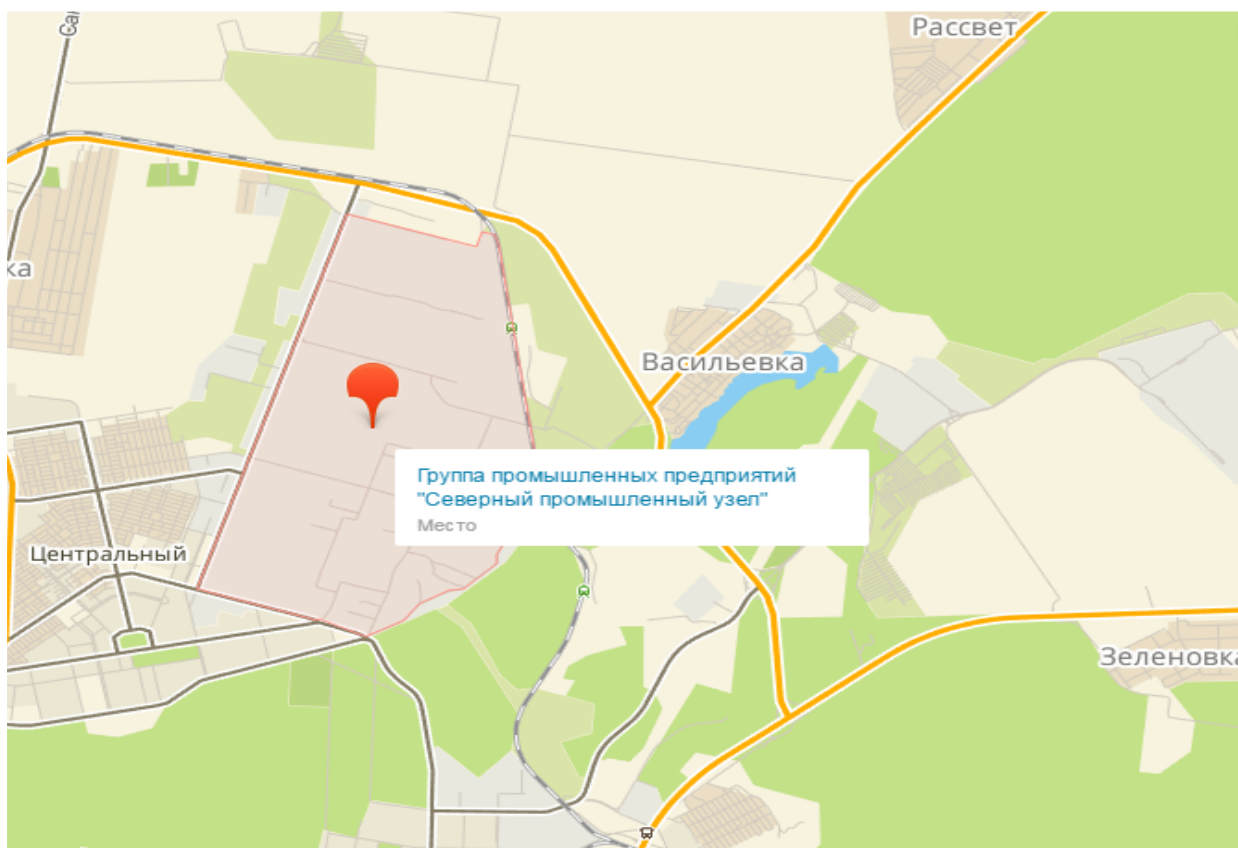 Рассвет
ка
Васильевка
Группа промышленных предприятий
"Северный промышленный узел"
Место
Центральный
Зеленовка